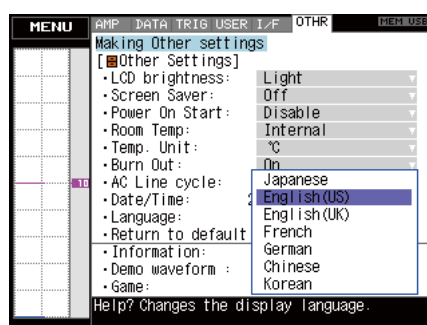 MENU AMP DATA TRIG USER I/F OTHR MEM USE
Making Other settings
[Other Settings]
・LCD brightness: Light
・Screen Saver: Off
・Power On Start: Disable
・Room Temp: Internal
・Temp. Unit: ℃
・Burn Out: On
・AC Line cycle:
10
・Date/Time: 2
・Language:
・Return to default
・Information:
・Demo waveform :
・Game:
Japanese
English(US)
English(UK)
French
German
Chinese
Korean
Help? Changes the display language.